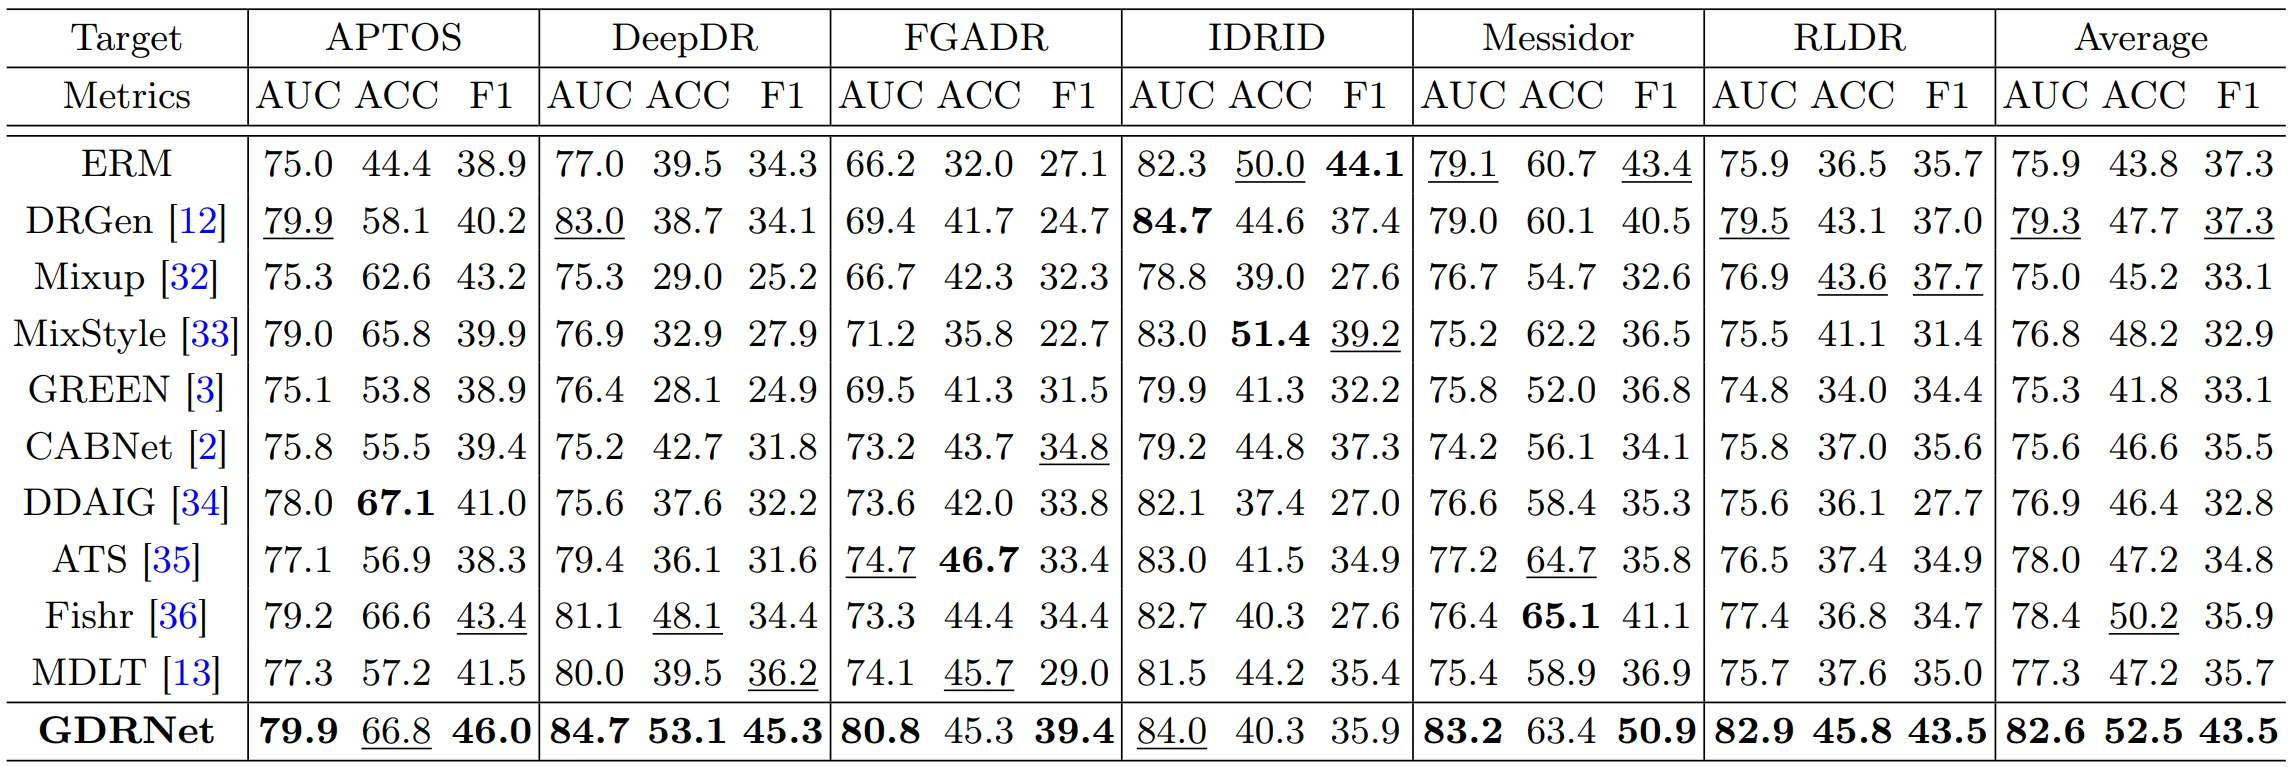 Target APTOS DeepDR FGADR IDRID Messidor RLDR Average
Metrics AUC ACC F1 AUC ACC F1 AUC ACC F1 AUC ACC F1 AUC ACC F1 AUC ACC F1 AUC ACC F1
ERM 75.0 44.4 38.9 77.0 39.5 34.3 66.2 32.0 27.1 82.3 50.0 44.1 79.1 60.7 43.4 75.9 36.5 35.7 75.9 43.8 37.3
DRGen [12] 79.9 58.1 40.2 83.0 38.7 34.1 69.4 41.7 24.7 84.7 44.6 37.4 79.0 60.1 40.5 79.5 43.1 37.0 79.3 47.7 37.3
Mixup [32] 75.3 62.6 43.2 75.3 29.0 25.2 66.7 42.3 32.3 78.8 39.0 27.6 76.7 54.7 32.6 76.9 43.6 37.7 75.0 45.2 33.1
MixStyle [33] 79.0 65.8 39.9 76.9 32.9 27.9 71.2 35.8 22.7 83.0 51.4 39.2 75.2 62.2 36.5 75.5 41.1 31.4 76.8 48.2 32.9
GREEN [3] 75.1 53.8 38.9 76.4 28.1 24.9 69.5 41.3 31.5 79.9 41.3 32.2 75.8 52.0 36.8 74.8 34.0 34.4 75.3 41.8 33.1
CABNet [2] 75.8 55.5 39.4 75.2 42.7 31.8 73.2 43.7 34.8 79.2 44.8 37.3 74.2 56.1 34.1 75.8 37.0 35.6 75.6 46.6 35.5
DDAIG [34] 78.0 67.1 41.0 75.6 37.6 32.2 73.6 42.0 33.8 82.1 37.4 27.0 76.6 58.4 35.3 75.6 36.1 27.7 76.9 46.4 32.8
ATS [35] 77.1 56.9 38.3 79.4 36.1 31.6 74.7 46.7 33.4 83.0 41.5 34.9 77.2 64.7 35.8 76.5 37.4 34.9 78.0 47.2 34.8
Fishr [36] 79.2 66.6 43.4 81.1 48.1 34.4 73.3 44.4 34.4 82.7 40.3 27.6 76.4 65.1 41.1 77.4 36.8 34.7 78.4 50.2 35.9
MDLT [13] 77.3 57.2 41.5 80.0 39.5 36.2 74.1 45.7 29.0 81.5 44.2 35.4 75.4 58.9 36.9 75.7 37.6 35.0 77.3 47.2 35.7
GDRNet 79.9 66.8 46.0 84.7 53.1 45.3 80.8 45.3 39.4 84.0 40.3 35.9 83.2 63.4 50.9 82.9 45.8 43.5 82.6 52.5 43.5